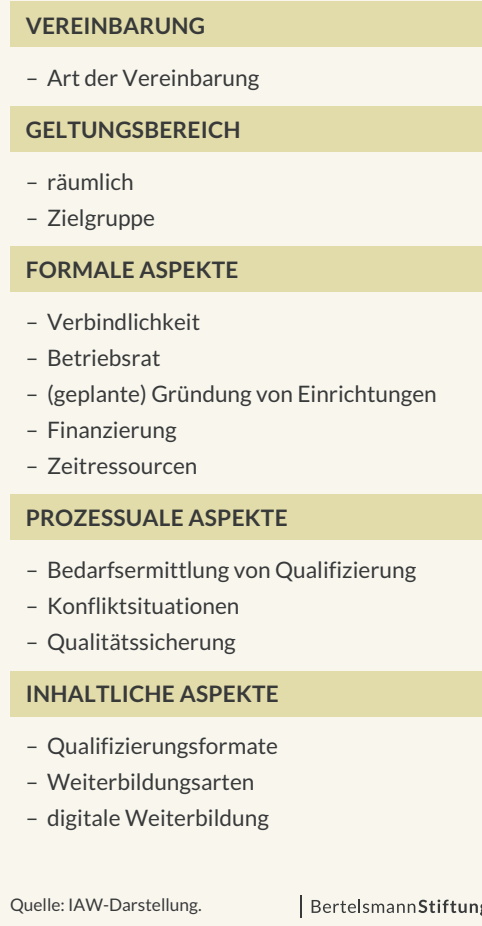 VEREINBARUNG
– Art der Vereinbarung
GELTUNGSBEREICH
– räumlich
– Zielgruppe
FORMALE ASPEKTE
– Verbindlichkeit
– Betriebsrat
– (geplante) Gründung von Einrichtungen
– Finanzierung
– Zeitressourcen
PROZESSUALE ASPEKTE
– Bedarfsermittlung von Qualifizierung
– Konfliktsituationen
– Qualitätssicherung
INHALTLICHE ASPEKTE
– Qualifizierungsformate
– Weiterbildungsarten
– digitale Weiterbildung
Quelle: IAW-Darstellung. | BertelsmannStiftung